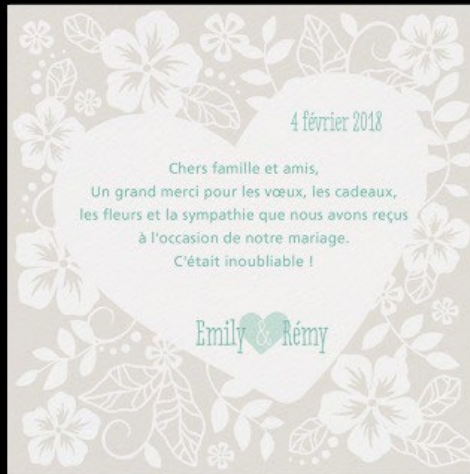 4 février 2018
Chers famille et amis,
Un grand merci pour les vœux, les cadeaux,
les fleurs et la sympathie que nous avons reçus
à l'occasion de notre mariage.
C'était inoubliable !
Emily & Rémy